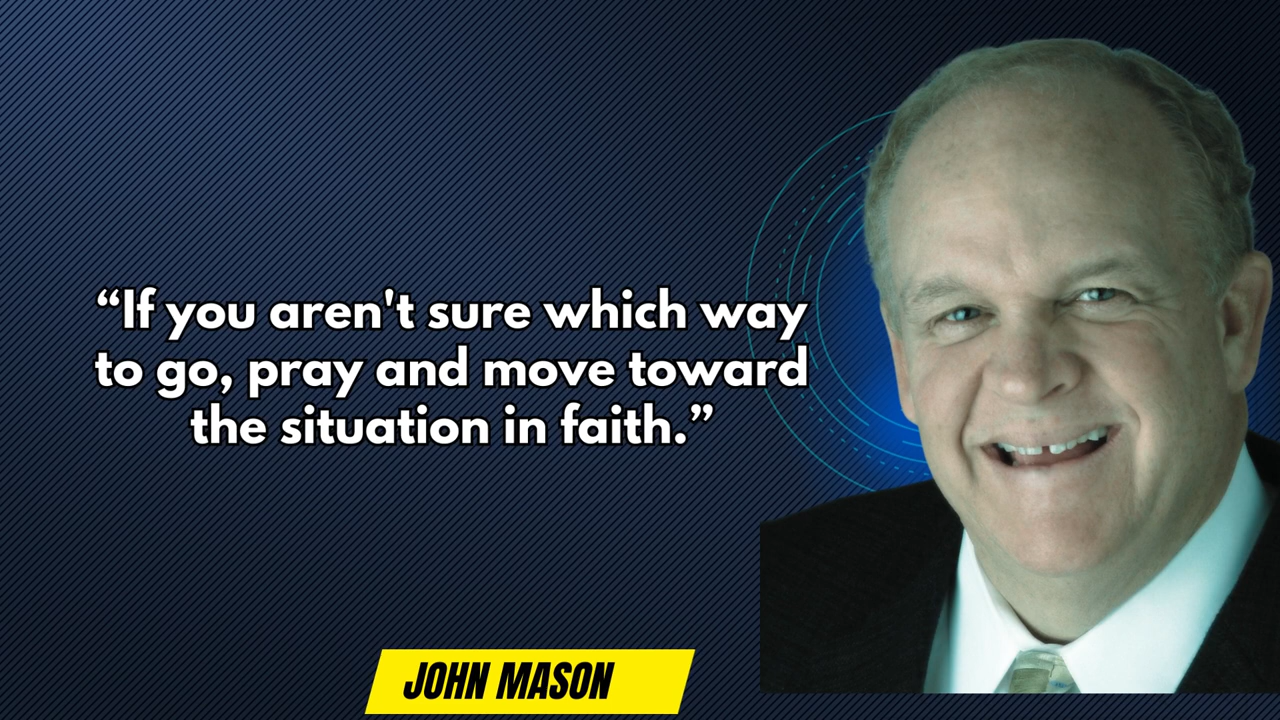 “If you aren't sure which way
to go, pray and move toward
the situation in faith.”
JOHN MASON